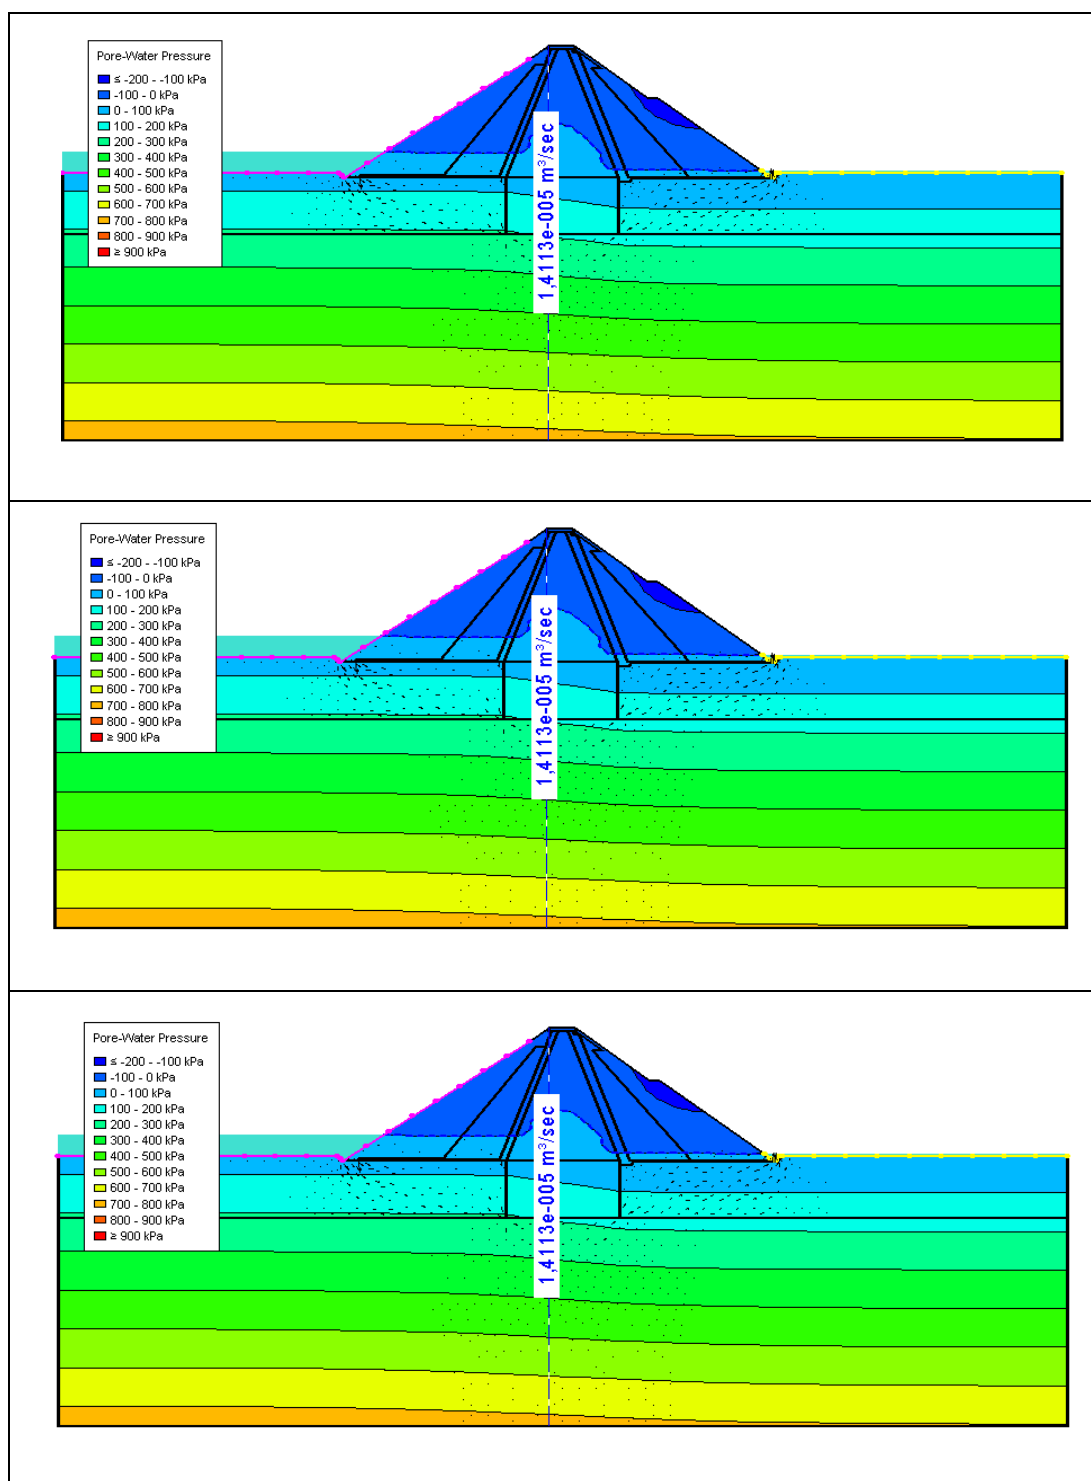 Pore-Water Pressure
≤ -200 - -100 kPa
-100 - 0 kPa
0 - 100 kPa
100 - 200 kPa
200 - 300 kPa
300 - 400 kPa
400 - 500 kPa
500 - 600 kPa
600 - 700 kPa
700 - 800 kPa
800 - 900 kPa
≥ 900 kPa
1,4113e-005 m³/sec
Pore-Water Pressure
≤ -200 - -100 kPa
-100 - 0 kPa
0 - 100 kPa
100 - 200 kPa
200 - 300 kPa
300 - 400 kPa
400 - 500 kPa
500 - 600 kPa
600 - 700 kPa
700 - 800 kPa
800 - 900 kPa
≥ 900 kPa
1,4113e-005 m³/sec
Pore-Water Pressure
≤ -200 - -100 kPa
-100 - 0 kPa
0 - 100 kPa
100 - 200 kPa
200 - 300 kPa
300 - 400 kPa
400 - 500 kPa
500 - 600 kPa
600 - 700 kPa
700 - 800 kPa
800 - 900 kPa
≥ 900 kPa
1,4113e-005 m³/sec